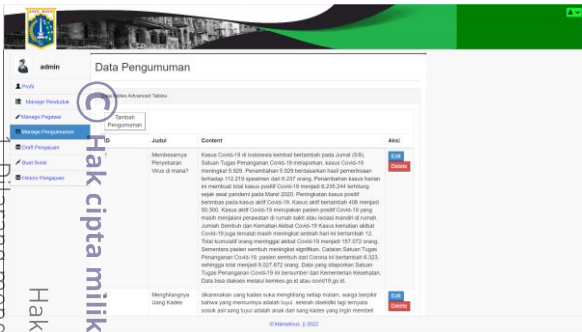 admin
Profil
Manage Penduduk
Manage Pegawai
Manage Pengumuman
Draft Pengajuan
Buat Surat
History Pengajuan
Data Pengumuman
DataTables Advanced Tables
Tambah
Pengumuman
ID Judul Content Aksi
1 Membesarnya
Penyebaran
Virus di mana?
Kasus Covid-19 di Indonesia kembali bertambah pada Jumat (5/8).
Satuan Tugas Penanganan Covid-19 melaporkan, kasus Covid-19
meningkat 5.929. Penambahan 5.929 berdasarkan hasil pemeriksaan
terhadap 112.219 spesimen dari 6.237 orang. Penambahan kasus harian
ini membuat total kasus positif Covid-19 menjadi 6.235.244 terhitung
sejak awal pandemi pada Maret 2020. Peningkatan kasus positif
berimbas pada kasus aktif Covid-19. Kasus aktif bertambah 406 menjadi
50.300. Kasus aktif Covid-19 merupakan pasien positif Covid-19 yang
masih menjalani perawatan di rumah sakit atau isolasi mandiri di rumah.
Jumlah Sembuh dan Kematian Akibat Covid-19 Kasus kematian akibat
Covid-19 juga tercatat masih meningkat setelah hari ini bertambah 12.
Total kumulatif orang meninggal akibat Covid-19 menjadi 157.072 orang.
Sementara pasien sembuh meningkat signifikan. Catatan Satuan Tugas
Penanganan Covid-19, pasien sembuh dari Corona ini bertambah 6.323,
sehingga total menjadi 6.027.872 orang. Data yang dilaporkan Satuan
Tugas Penanganan Covid-19 ini bersumber dari Kementerian Kesehatan.
Data bisa diakses melalui kemkes.go.id atau covid19.go.id.
Edit
Delete
Menghilangnya
Uang Kades
dikarenakan uang kades suka menghilang setiap malam, warga berpikir
bahwa yang mencurinya adalah tuyul. setelah diselidiki lagi ternyata
sosok asli sang tuyul adalah anak dari sang kades yang ingin membeli
Edit
Delete
© Hak cipta milik
Hak